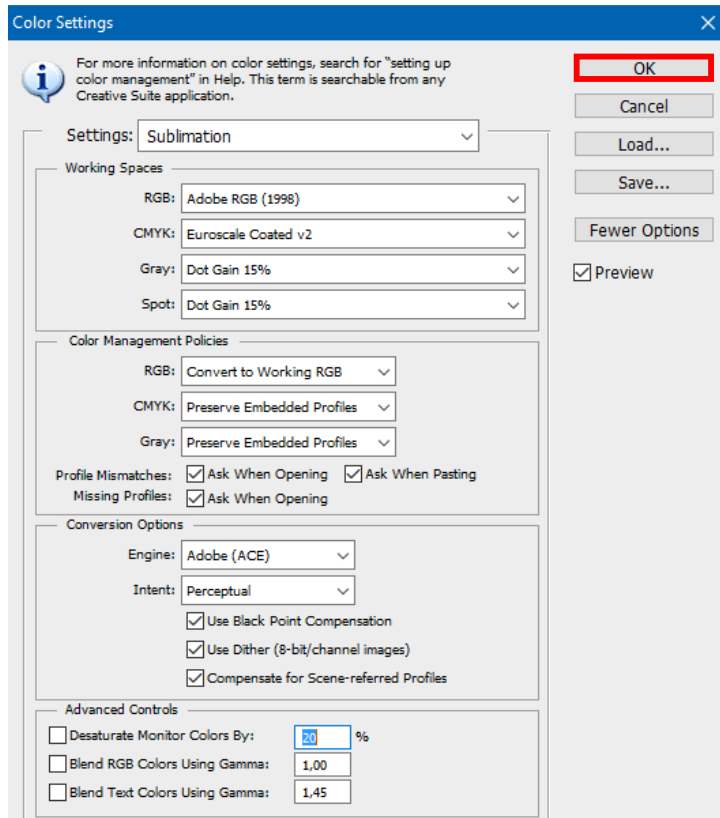 Color Settings
For more information on color settings, search for "setting up
color management" in Help. This term is searchable from any
Creative Suite application.
OK
Cancel
Load...
Save...
Fewer Options
Preview
Settings: Sublimation
Working Spaces
RGB: Adobe RGB (1998)
CMYK: Euroscale Coated v2
Gray: Dot Gain 15%
Spot: Dot Gain 15%
Color Management Policies
RGB: Convert to Working RGB
CMYK: Preserve Embedded Profiles
Gray: Preserve Embedded Profiles
Profile Mismatches: Ask When Opening Ask When Pasting
Missing Profiles: Ask When Opening
Conversion Options
Engine: Adobe (ACE)
Intent: Perceptual
Use Black Point Compensation
Use Dither (8-bit/channel images)
Compensate for Scene-referred Profiles
Advanced Controls
Desaturate Monitor Colors By: 20 %
Blend RGB Colors Using Gamma: 1,00
Blend Text Colors Using Gamma: 1,45